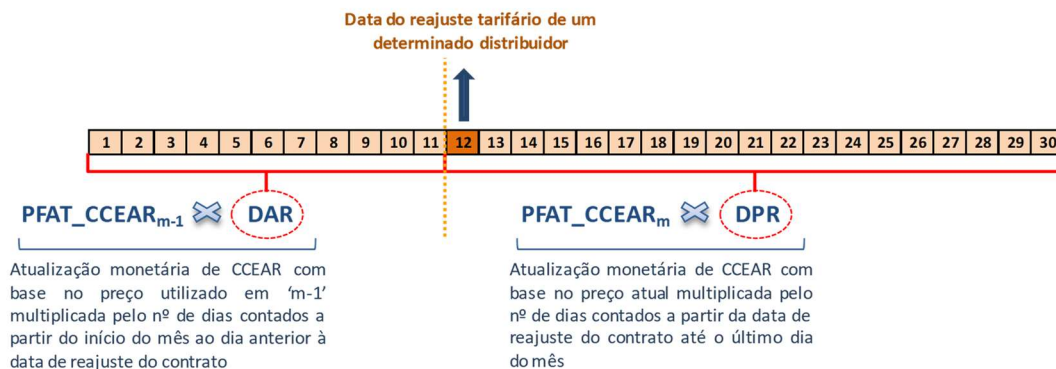 Data do reajuste tarifário de um
determinado distribuidor
1 2 3 4 5 6 7 8 9 10 11 12 13 14 15 16 17 18 19 20 21 22 23 24 25 26 27 28 29 30
PFAT_CCEARm-1 DAR
PFAT_CCEARm DPR
Atualização monetária de CCEAR com
base no preço utilizado em ‘m-1’
multiplicada pelo nº de dias contados a
partir do início do mês ao dia anterior à
data de reajuste do contrato
Atualização monetária de CCEAR com
base no preço atual multiplicada pelo
nº de dias contados a partir da data de
reajuste do contrato até o último dia
do mês